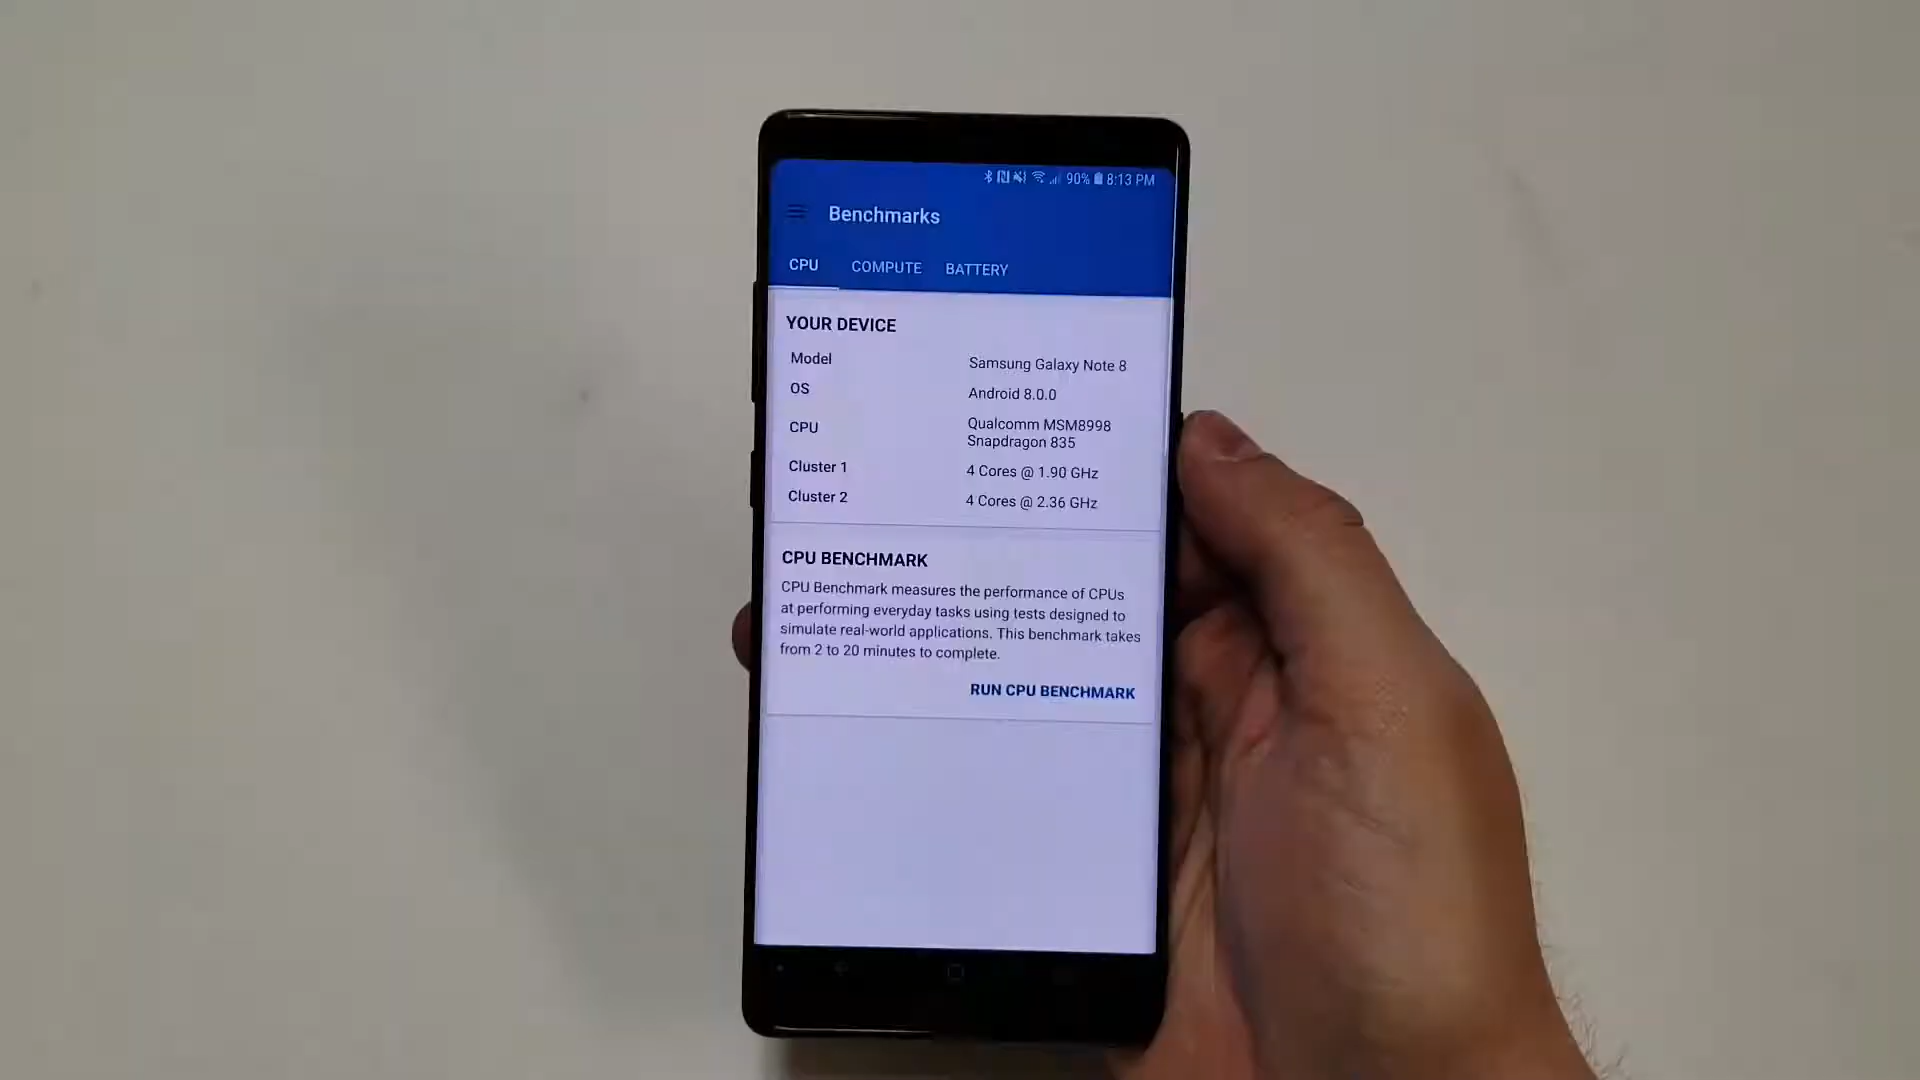 90% 8:13 PM
Benchmarks
CPU COMPUTE BATTERY
YOUR DEVICE
Model Samsung Galaxy Note 8
OS Android 8.0.0
CPU Qualcomm MSM8998
Snapdragon 835
Cluster 1 4 Cores @ 1.90 GHz
Cluster 2 4 Cores @ 2.36 GHz
CPU BENCHMARK
CPU Benchmark measures the performance of CPUs
at performing everyday tasks using tests designed to
simulate real-world applications. This benchmark takes
from 2 to 20 minutes to complete.
RUN CPU BENCHMARK